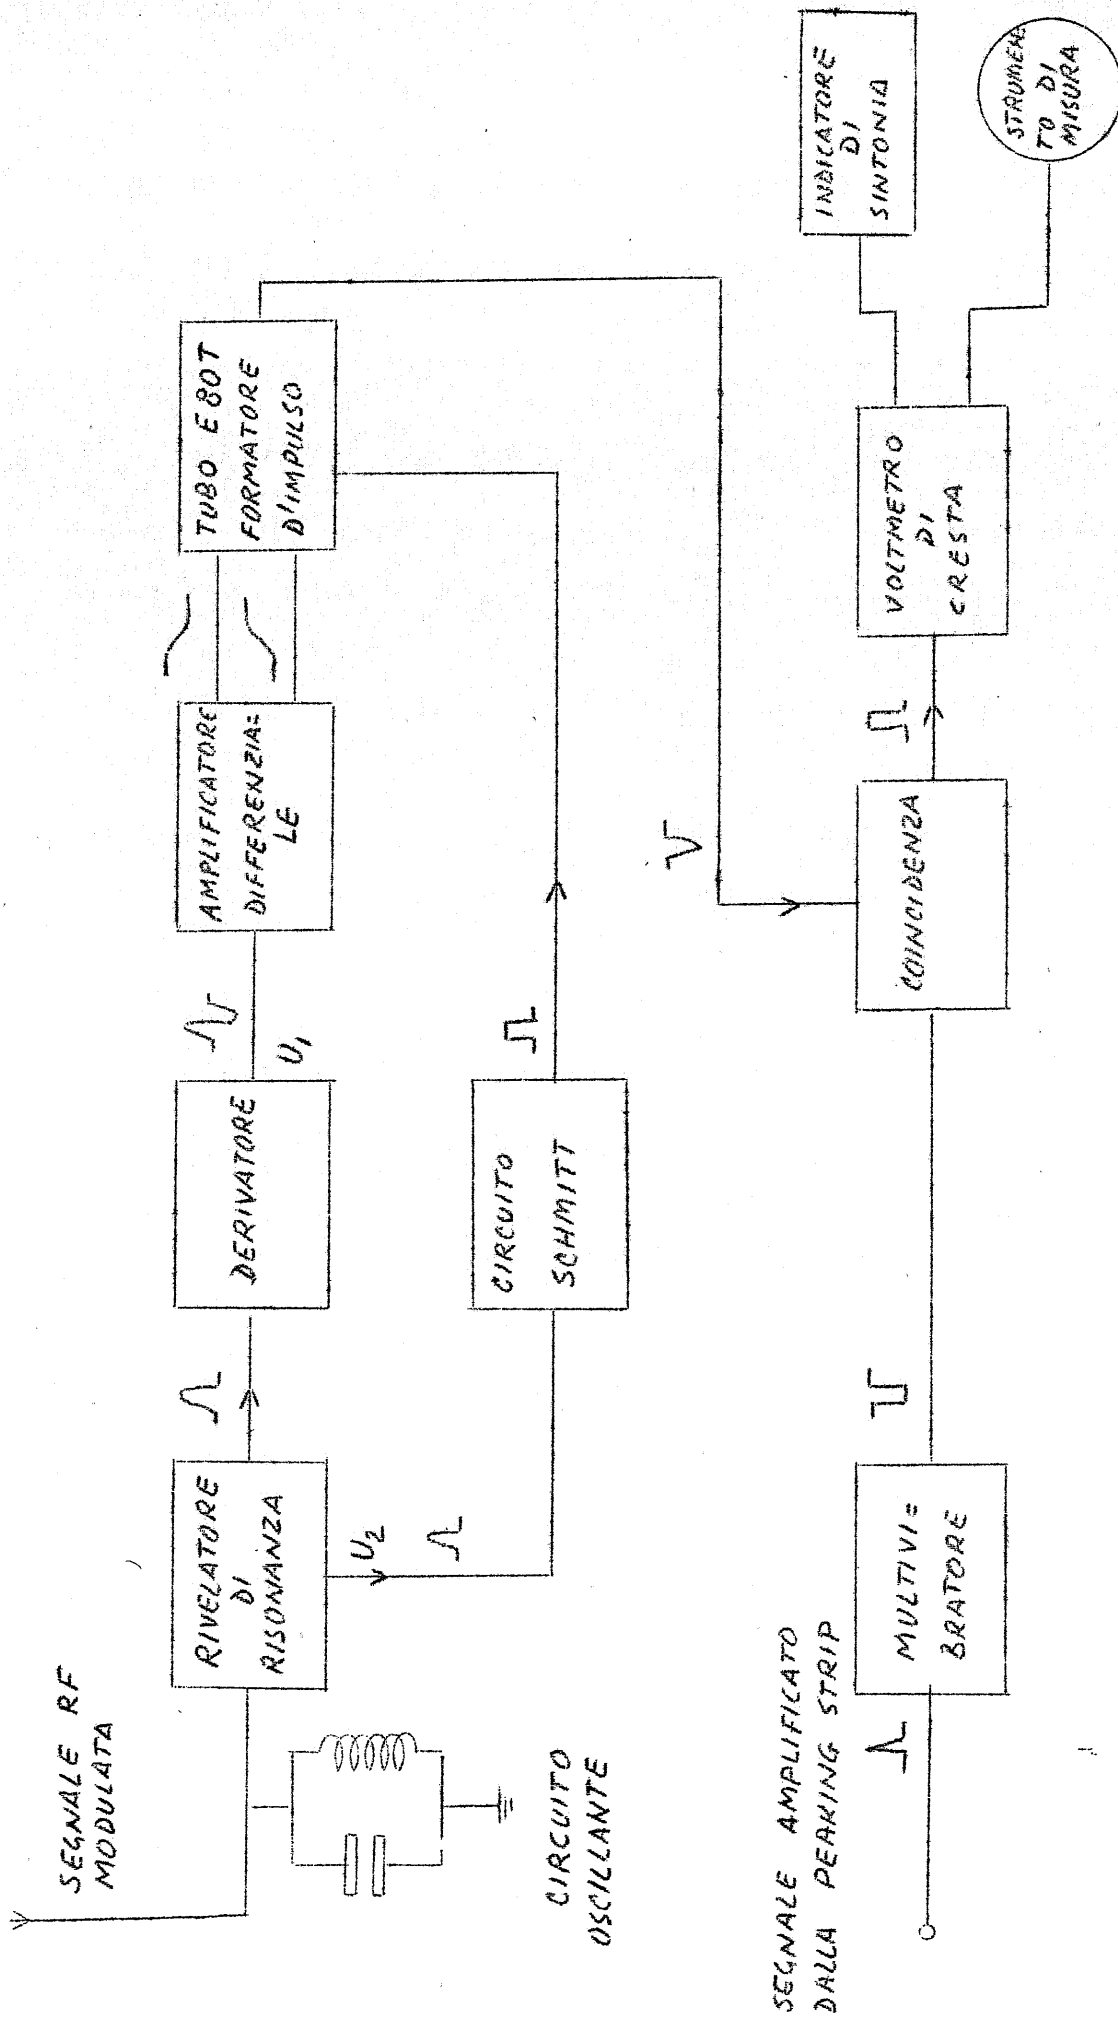 SEGNALE RF
MODULATA
RIVELATORE
DI
RISONANZA
DERIVATORE
U1
AMPLIFICATORE
DIFFERENZIA=
LE
TUBO E80T
FORMATORE
D'IMPULSO
U2
CIRCUITO
SCHMITT
CIRCUITO
OSCILLANTE
SEGNALE AMPLIFICATO
DALLA PEAKING STRIP
MULTIVI=
BRATORE
COINCIDENZA
VOLTMETRO
DI
CRESTA
INDICATORE
DI
SINTONIA
STRUMEN=
TO DI
MISURA